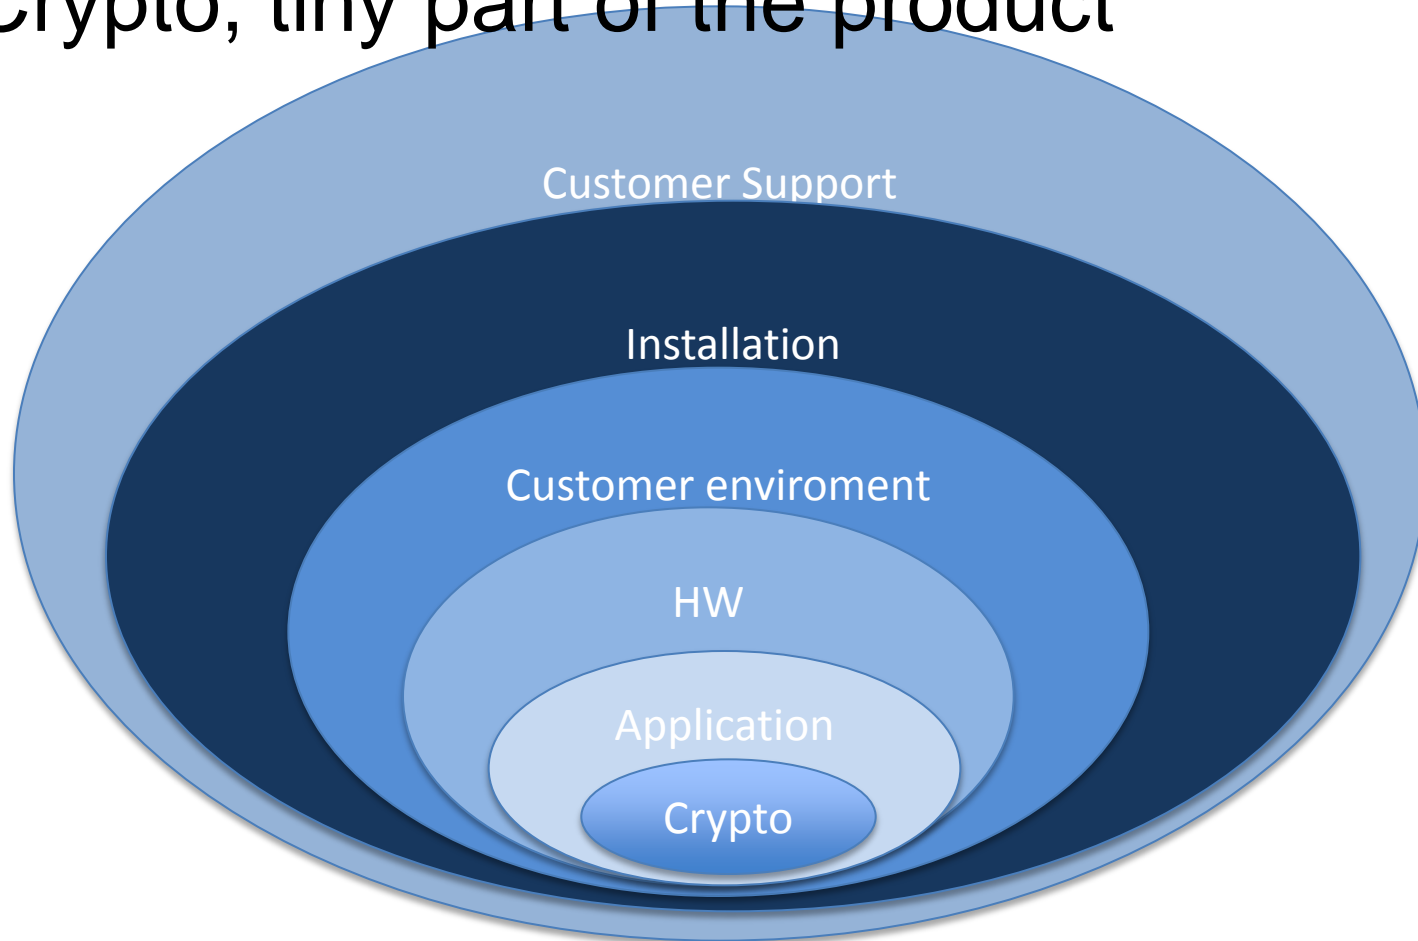 Crypto, tiny part of the product
Customer Support
Installation
Customer enviroment
HW
Application
Crypto